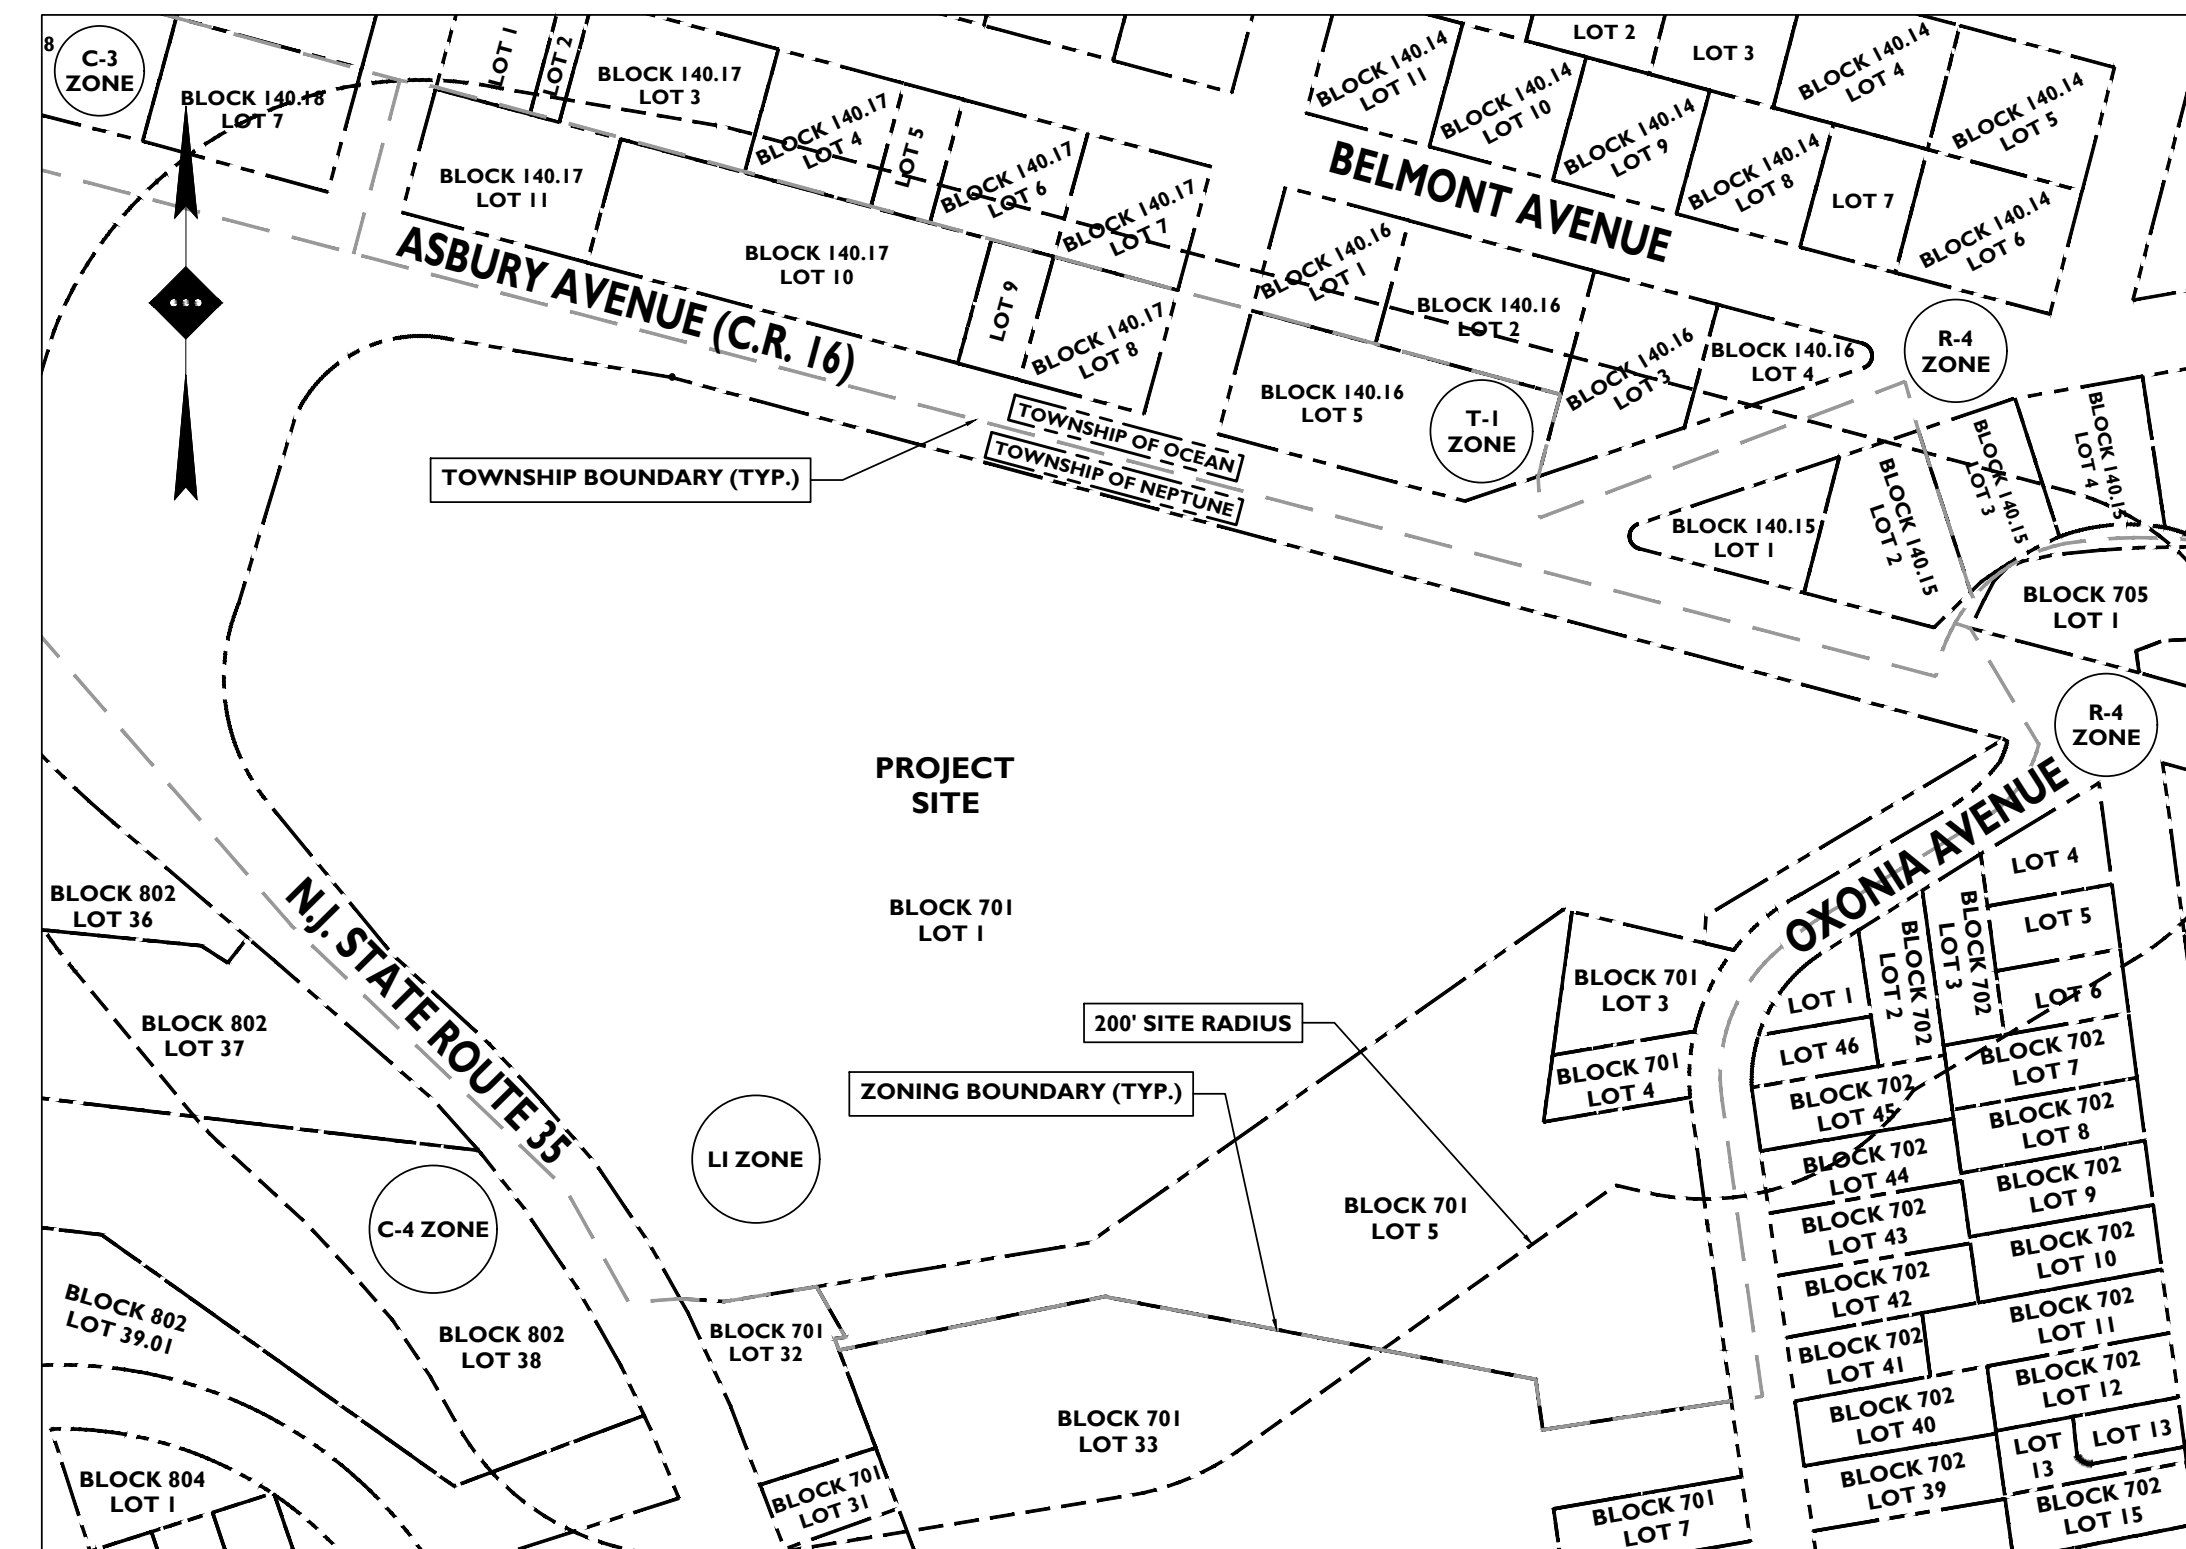 8
C-3
ZONE
BLOCK 140.18
LOT 7
LOT 1
LOT 2
BLOCK 140.17
LOT 3
BLOCK 140.17
LOT 4
LOT 5
BLOCK 140.17
LOT 6
BLOCK 140.17
LOT 7
BLOCK 140.17
LOT 11
BLOCK 140.17
LOT 10
LOT 9
BLOCK 140.17
LOT 8
BLOCK 140.14
LOT 11
BLOCK 140.14
LOT 10
LOT 2
LOT 3
BLOCK 140.14
LOT 4
BLOCK 140.14
LOT 5
BLOCK 140.14
LOT 9
BLOCK 140.14
LOT 8
LOT 7
BLOCK 140.14
LOT 6
BELMONT AVENUE
ASBURY AVENUE (C.R. 16)
BLOCK 140.16
LOT 1
BLOCK 140.16
LOT 2
BLOCK 140.16
LOT 3
BLOCK 140.16
LOT 4
BLOCK 140.16
LOT 5
T-1
ZONE
R-4
ZONE
TOWNSHIP OF OCEAN
TOWNSHIP OF NEPTUNE
TOWNSHIP BOUNDARY (TYP.)
BLOCK 140.15
LOT 1
BLOCK 140.15
LOT 2
BLOCK 140.15
LOT 3
BLOCK 140.15
LOT 4
BLOCK 705
LOT 1
R-4
ZONE
PROJECT
SITE
BLOCK 701
LOT 1
OXONIA AVENUE
N.J. STATE ROUTE 35
BLOCK 802
LOT 36
BLOCK 802
LOT 37
BLOCK 701
LOT 3
BLOCK 701
LOT 4
200' SITE RADIUS
ZONING BOUNDARY (TYP.)
LI ZONE
C-4 ZONE
BLOCK 701
LOT 5
LOT 4
LOT 5
LOT 6
BLOCK 702
LOT 3
BLOCK 702
LOT 2
LOT 1
LOT 46
BLOCK 702
LOT 7
BLOCK 702
LOT 45
BLOCK 702
LOT 8
BLOCK 702
LOT 44
BLOCK 702
LOT 9
BLOCK 702
LOT 43
BLOCK 702
LOT 10
BLOCK 702
LOT 42
BLOCK 702
LOT 11
BLOCK 702
LOT 41
BLOCK 702
LOT 12
BLOCK 702
LOT 40
LOT
13
LOT 13
BLOCK 702
LOT 39
BLOCK 702
LOT 15
BLOCK 802
LOT 39.01
BLOCK 802
LOT 38
BLOCK 701
LOT 32
BLOCK 701
LOT 33
BLOCK 701
LOT 31
BLOCK 804
LOT 1
BLOCK 701
LOT 7